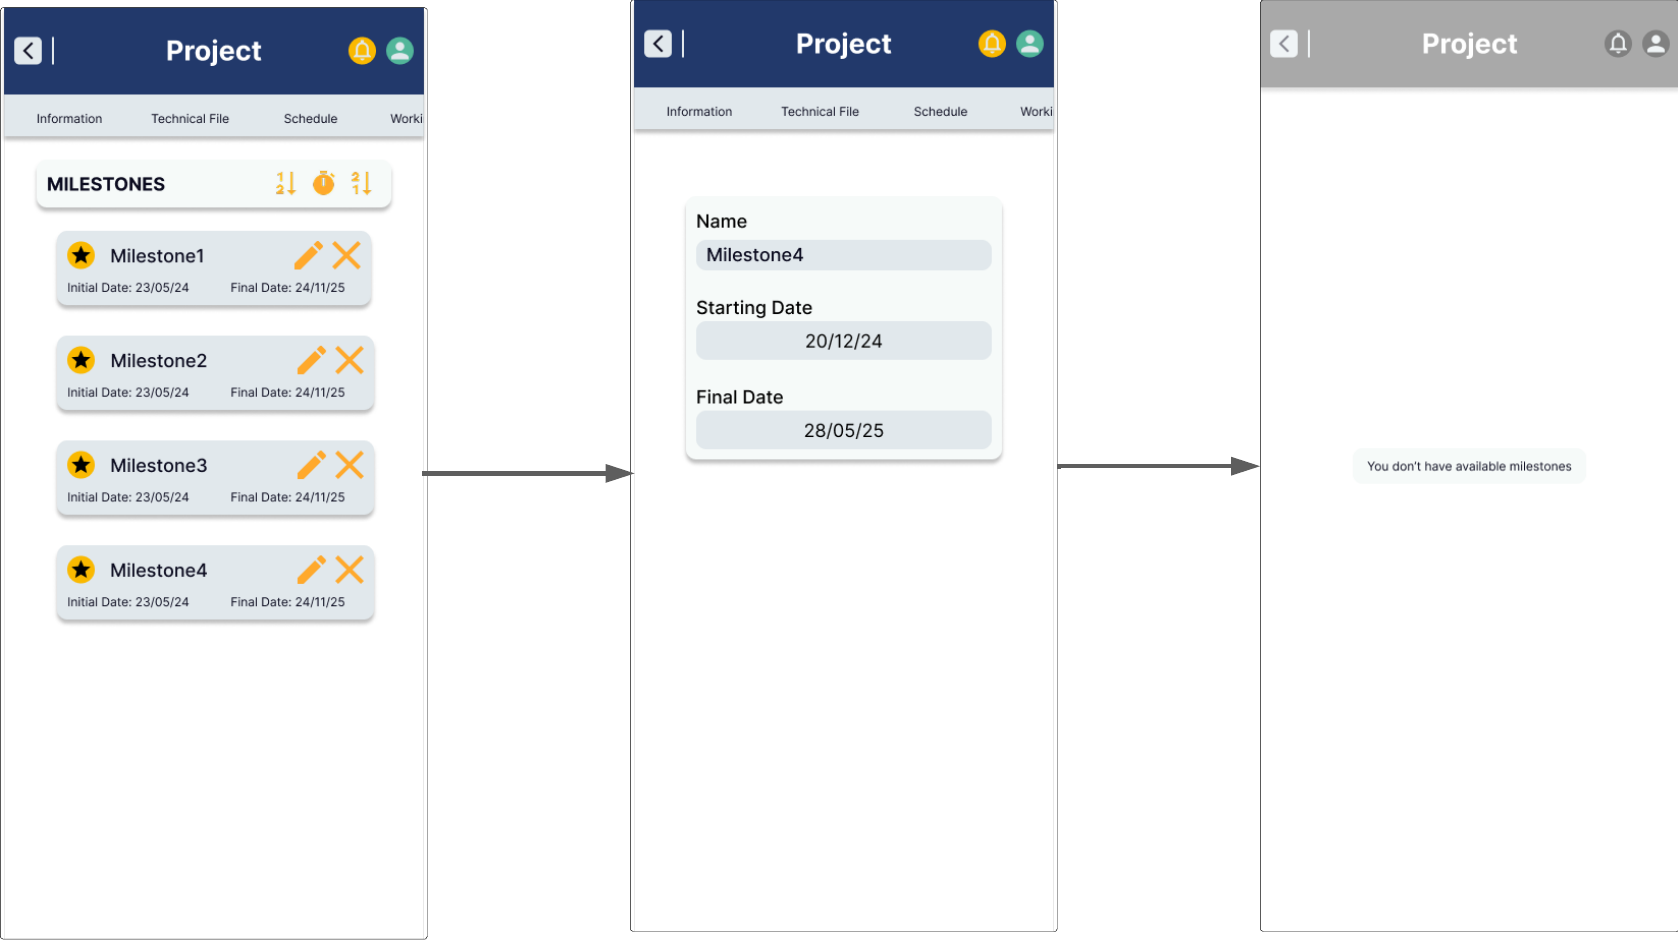 Project
Information Technical File Schedule Worki
MILESTONES
Milestone1
Initial Date: 23/05/24 Final Date: 24/11/25
Milestone2
Initial Date: 23/05/24 Final Date: 24/11/25
Milestone3
Initial Date: 23/05/24 Final Date: 24/11/25
Milestone4
Initial Date: 23/05/24 Final Date: 24/11/25
Project
Information Technical File Schedule Worki
Name
Milestone4
Starting Date
20/12/24
Final Date
28/05/25
Project
You don't have available milestones